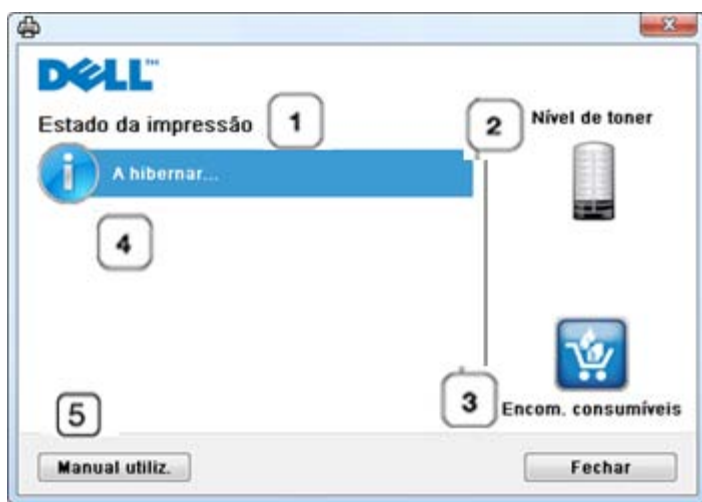 DELL™
Estado da impressão
1
2
Nível de toner
A hibernar...
4
3
Encom. consumíveis
5
Manual utiliz.
Fechar